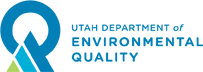 UTAH DEPARTMENT of
ENVIRONMENTAL
QUALITY